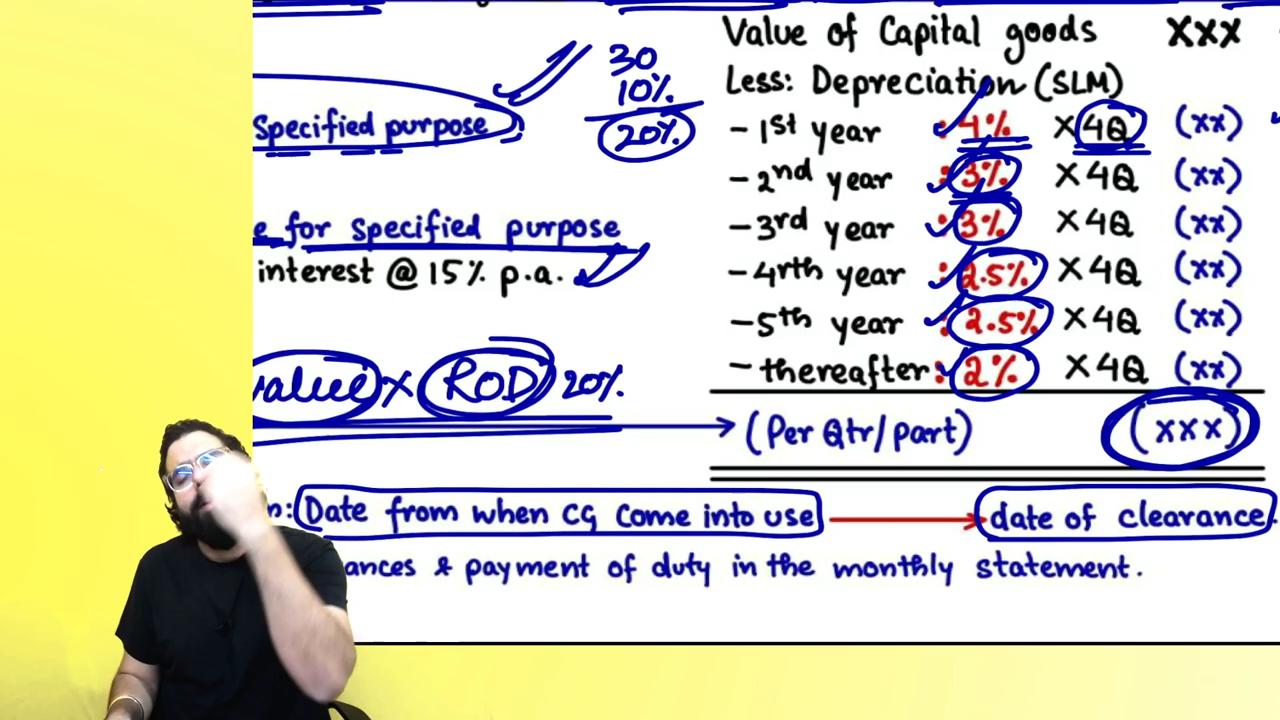 30
10%
20%
Specified purpose
e for specified purpose
interest @ 15% p.a.
value X ROD 20%
Value of Capital goods XXX
Less: Depreciation (SLM)
- 1st year : 4% X 4Q (xx)
- 2nd year : 3% X 4Q (xx)
- 3rd year : 3% X 4Q (xx)
- 4rth year : 2.5% X 4Q (xx)
- 5th year : 2.5% X 4Q (xx)
- thereafter : 2% X 4Q (xx)
(Per Qtr/part) (xxx)
n: Date from when CG Come into use date of clearance.
ances & payment of duty in the monthly statement.